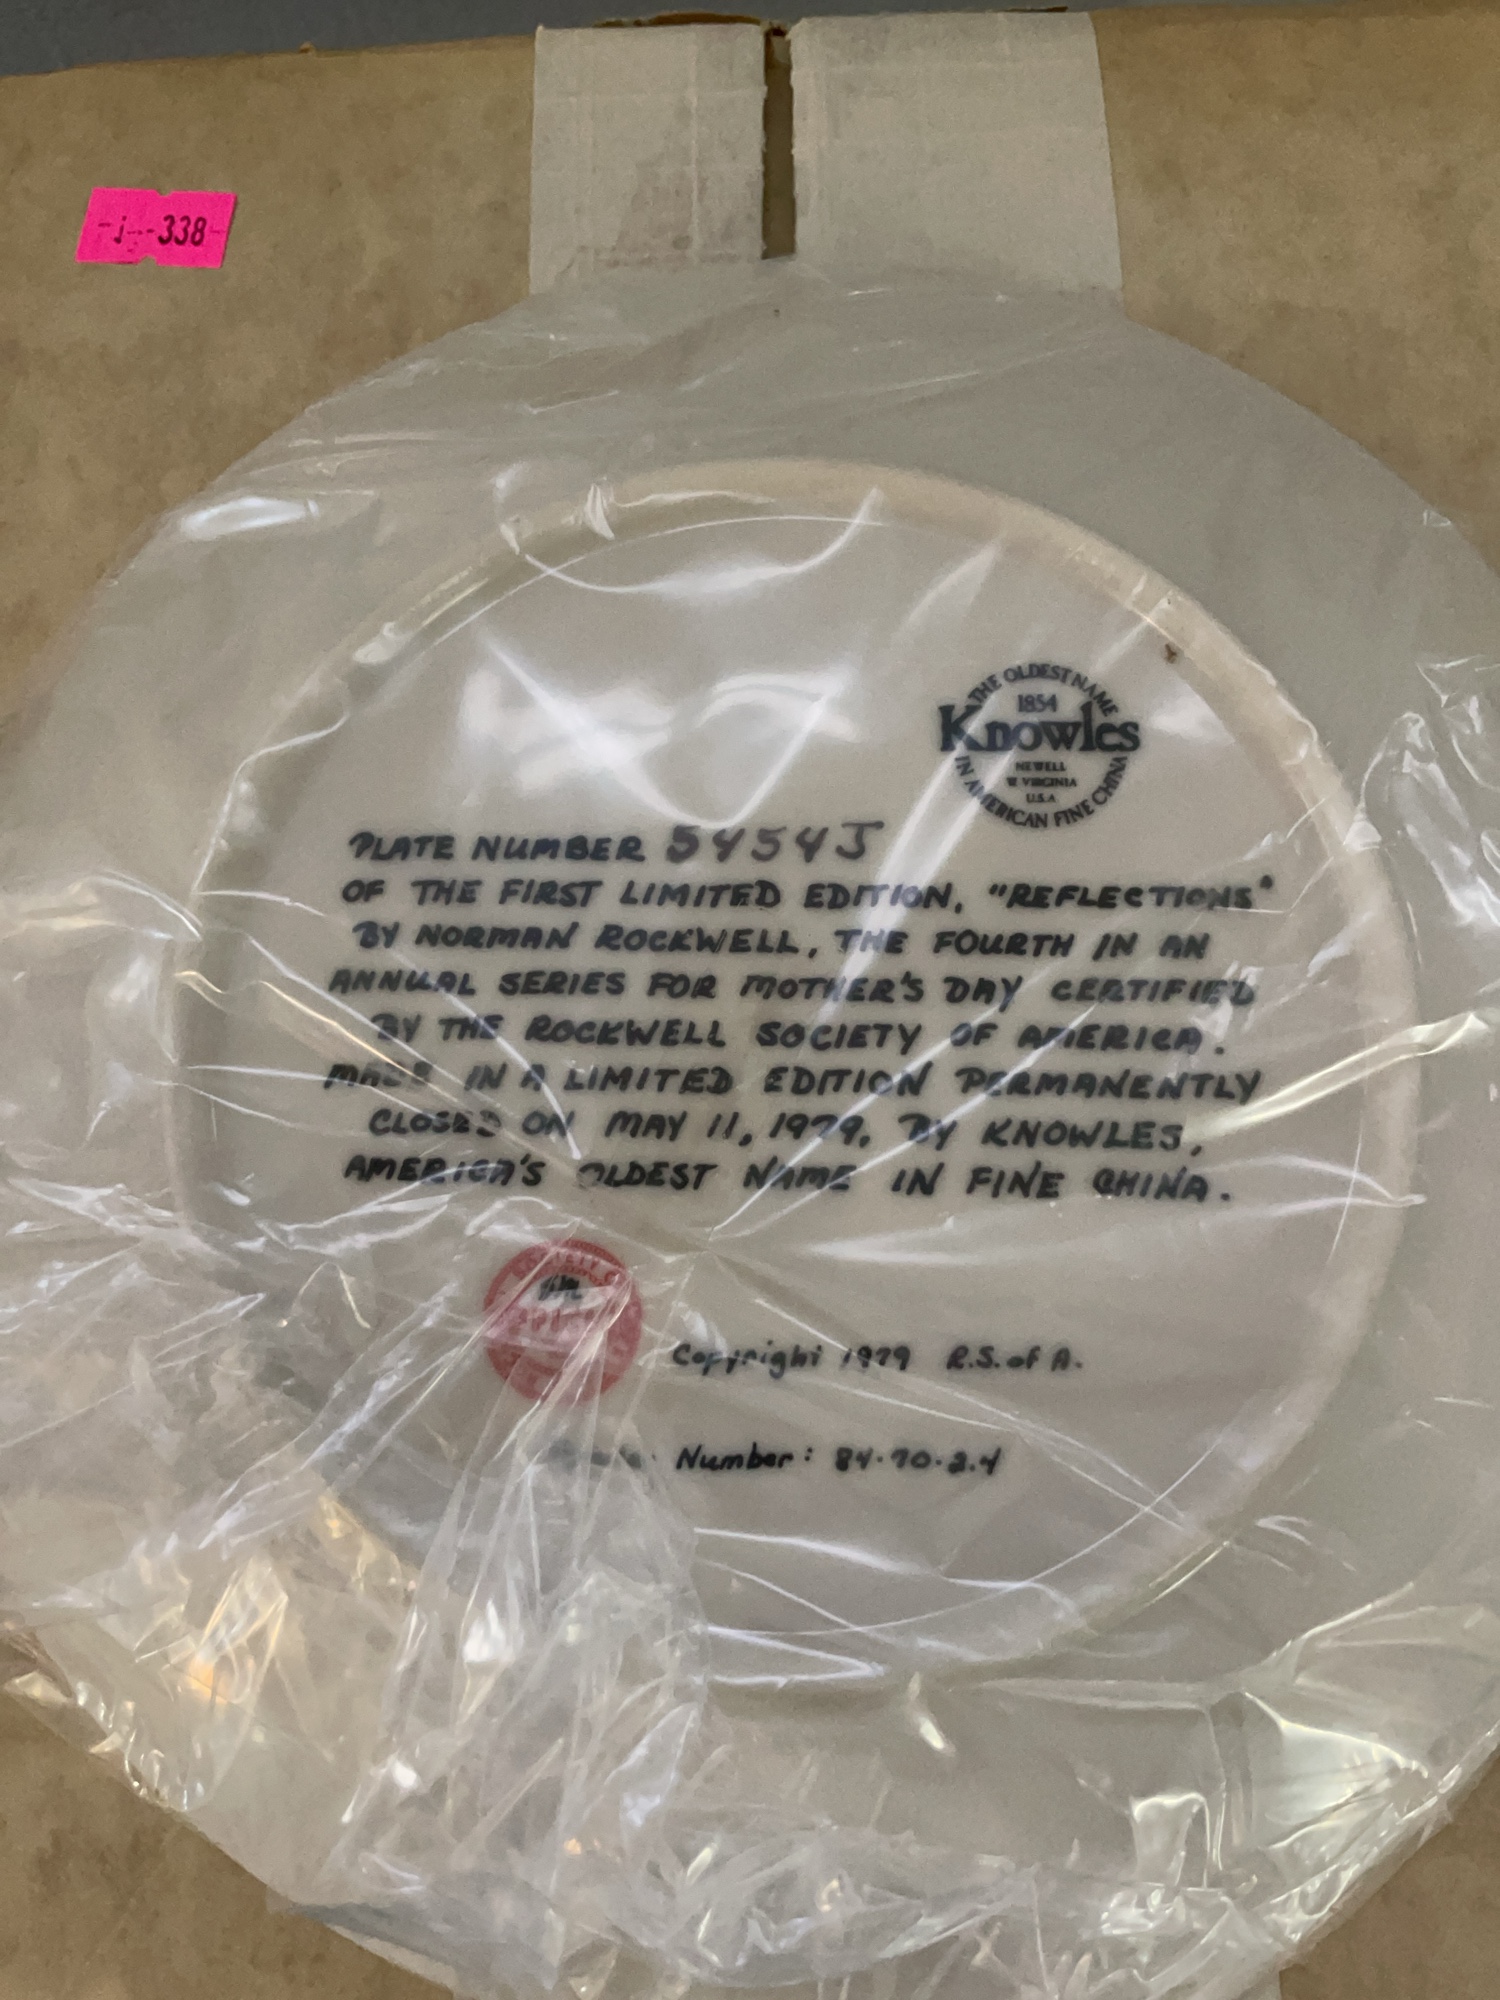 338
THE OLDEST NAME
1854
Knowles
NEWELL
W VIRGINIA
U.S.A
IN AMERICAN FINE CHINA
PLATE NUMBER 5454J
OF THE FIRST LIMITED EDITION, "REFLECTIONS"
BY NORMAN ROCKWELL, THE FOURTH IN AN
ANNUAL SERIES FOR MOTHER'S DAY CERTIFIED
BY THE ROCKWELL SOCIETY OF AMERICA.
MADE IN A LIMITED EDITION PERMANENTLY
CLOSED ON MAY 11, 1979, BY KNOWLES,
AMERICA'S OLDEST NAME IN FINE CHINA.
SOCIETY
Copyright 1979 R.S. of A.
Number: 84-70-2.4